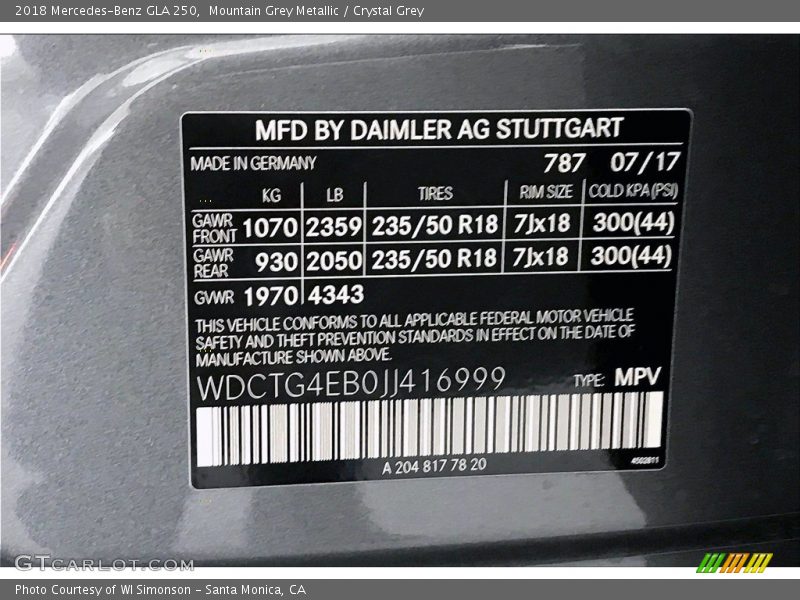 2018 Mercedes-Benz GLA 250,  Mountain Grey Metallic / Crystal Grey
MFD BY DAIMLER AG STUTTGART
MADE IN GERMANY 787 07/17
KG LB TIRES RIM SIZE COLD KPA(PSI)
GAWR FRONT 1070 2359 235/50 R18 7Jx18 300(44)
GAWR REAR 930 2050 235/50 R18 7Jx18 300(44)
GVWR 1970 4343
THIS VEHICLE CONFORMS TO ALL APPLICABLE FEDERAL MOTOR VEHICLE
SAFETY AND THEFT PREVENTION STANDARDS IN EFFECT ON THE DATE OF
MANUFACTURE SHOWN ABOVE.
WDCTG4EB0JJ416999 TYPE: MPV
A 204 817 78 20 4502811
GTcarlot.com
Photo Courtesy of WI Simonson - Santa Monica, CA